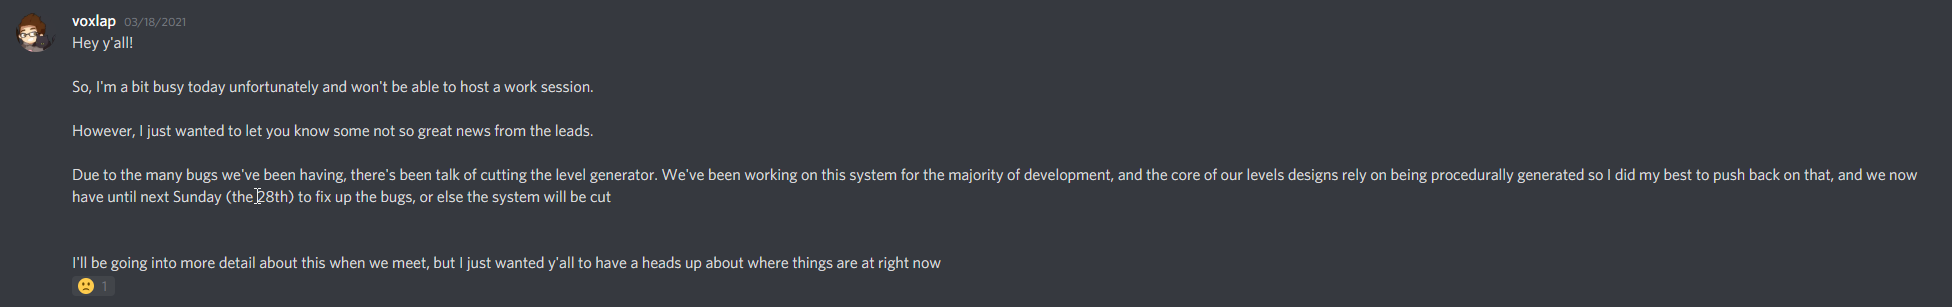 voxlap 03/18/2021
Hey y'all!
So, I'm a bit busy today unfortunately and won't be able to host a work session.
However, I just wanted to let you know some not so great news from the leads.
Due to the many bugs we've been having, there's been talk of cutting the level generator. We've been working on this system for the majority of development, and the core of our levels designs rely on being procedurally generated so I did my best to push back on that, and we now
have until next Sunday (the 28th) to fix up the bugs, or else the system will be cut
I'll be going into more detail about this when we meet, but I just wanted y'all to have a heads up about where things are at right now
1